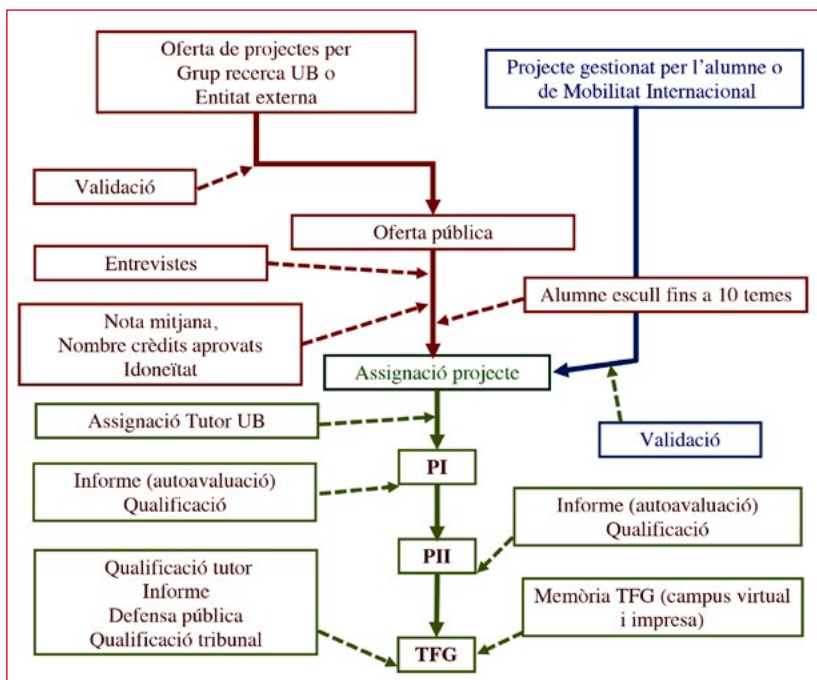 Oferta de projectes per
Grup recerca UB o
Entitat externa
Projecte gestionat per l’alumne o
de Mobilitat Internacional
Validació
Oferta pública
Entrevistes
Alumne escull fins a 10 temes
Nota mitjana,
Nombre crèdits aprovats
Idoneïtat
Assignació projecte
Assignació Tutor UB
Validació
PI
Informe (autoavaluació)
Qualificació
Informe (autoavaluació)
Qualificació
PII
Qualificació tutor
Informe
Defensa pública
Qualificació tribunal
Memòria TFG (campus virtual
i impresa)
TFG